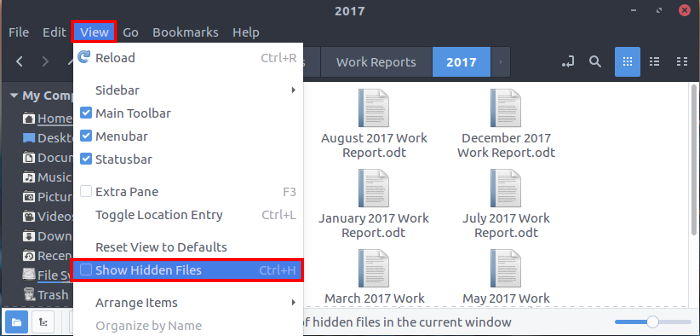 2017
File Edit View Go Bookmarks Help
Work Reports 2017
Reload Ctrl+R
Sidebar
Main Toolbar
Menubar
Statusbar
Extra Pane F3
Toggle Location Entry Ctrl+L
Reset View to Defaults
Show Hidden Files Ctrl+H
Arrange Items
Organize by Name
My Comp
Home
Deskt
Docu
Music
Pictur
Videos
Down
Recen
File Sy
Trash
August 2017 Work
Report.odt
December 2017
Work Report.odt
January 2017 Work
Report.odt
July 2017 Work
Report.odt
March 2017 Work
May 2017 Work
of hidden files in the current window